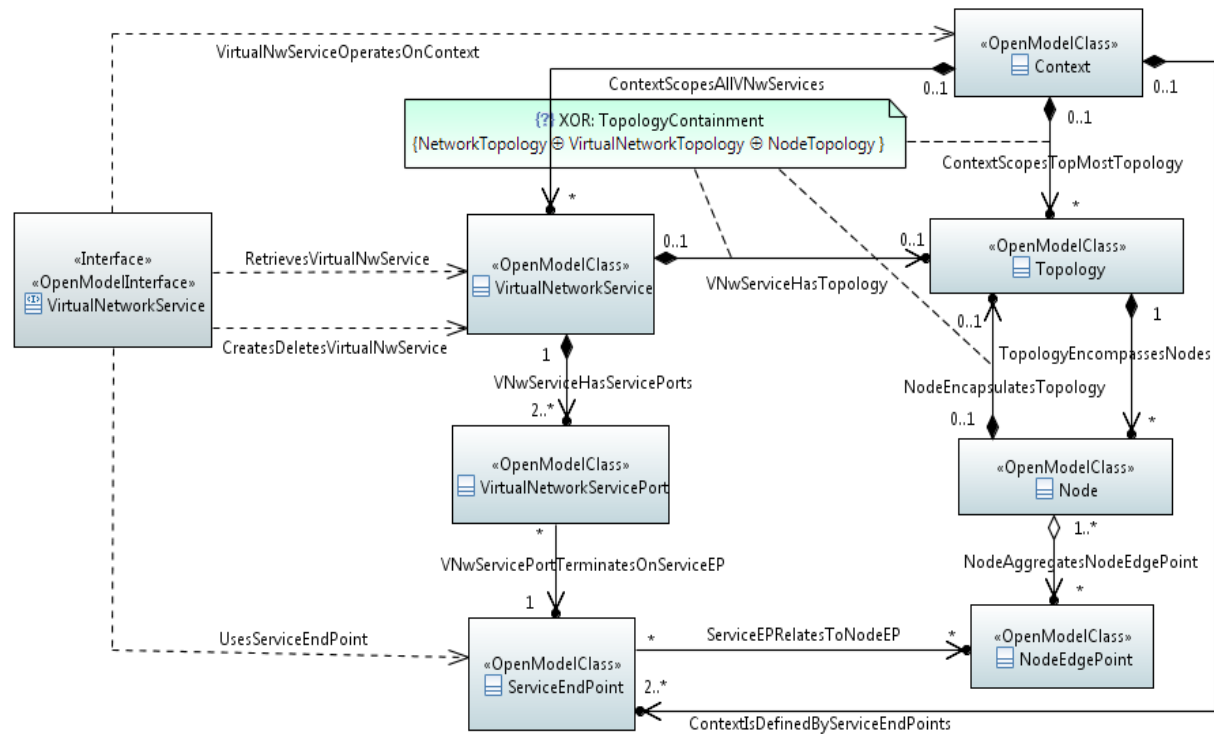 VirtualNwServiceOperatesOnContext
«OpenModelClass»
Context
0..1
0..1
0..1
ContextScopesAllVNwServices
{?} XOR: TopologyContainment
{NetworkTopology ⊕ VirtualNetworkTopology ⊕ NodeTopology }
ContextScopesTopMostTopology
*
*
«Interface»
«OpenModelInterface»
VirtualNetworkService
RetrievesVirtualNwService
CreatesDeletesVirtualNwService
«OpenModelClass»
VirtualNetworkService
0..1
0..1
VNwServiceHasTopology
«OpenModelClass»
Topology
0..1
1
TopologyEncompassesNodes
NodeEncapsulatesTopology
0..1
*
1
VNwServiceHasServicePorts
2..*
«OpenModelClass»
VirtualNetworkServicePort
«OpenModelClass»
Node
*
VNwServicePortTerminatesOnServiceEP
1
1..*
NodeAggregatesNodeEdgePoint
*
UsesServiceEndPoint
«OpenModelClass»
ServiceEndPoint
*
ServiceEPRelatesToNodeEP
*
«OpenModelClass»
NodeEdgePoint
2..*
ContextIsDefinedByServiceEndPoints